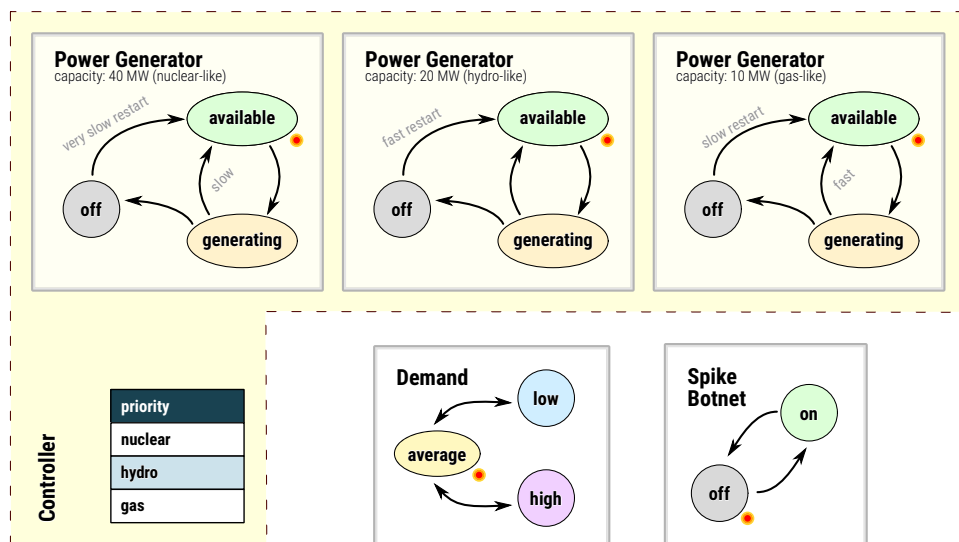 Power Generator
capacity: 40 MW (nuclear-like)
very slow restart
available
slow
off
generating
Power Generator
capacity: 20 MW (hydro-like)
fast restart
available
off
generating
Power Generator
capacity: 10 MW (gas-like)
slow restart
available
fast
off
generating
Controller
priority
nuclear
hydro
gas
Demand
low
average
high
Spike
Botnet
on
off